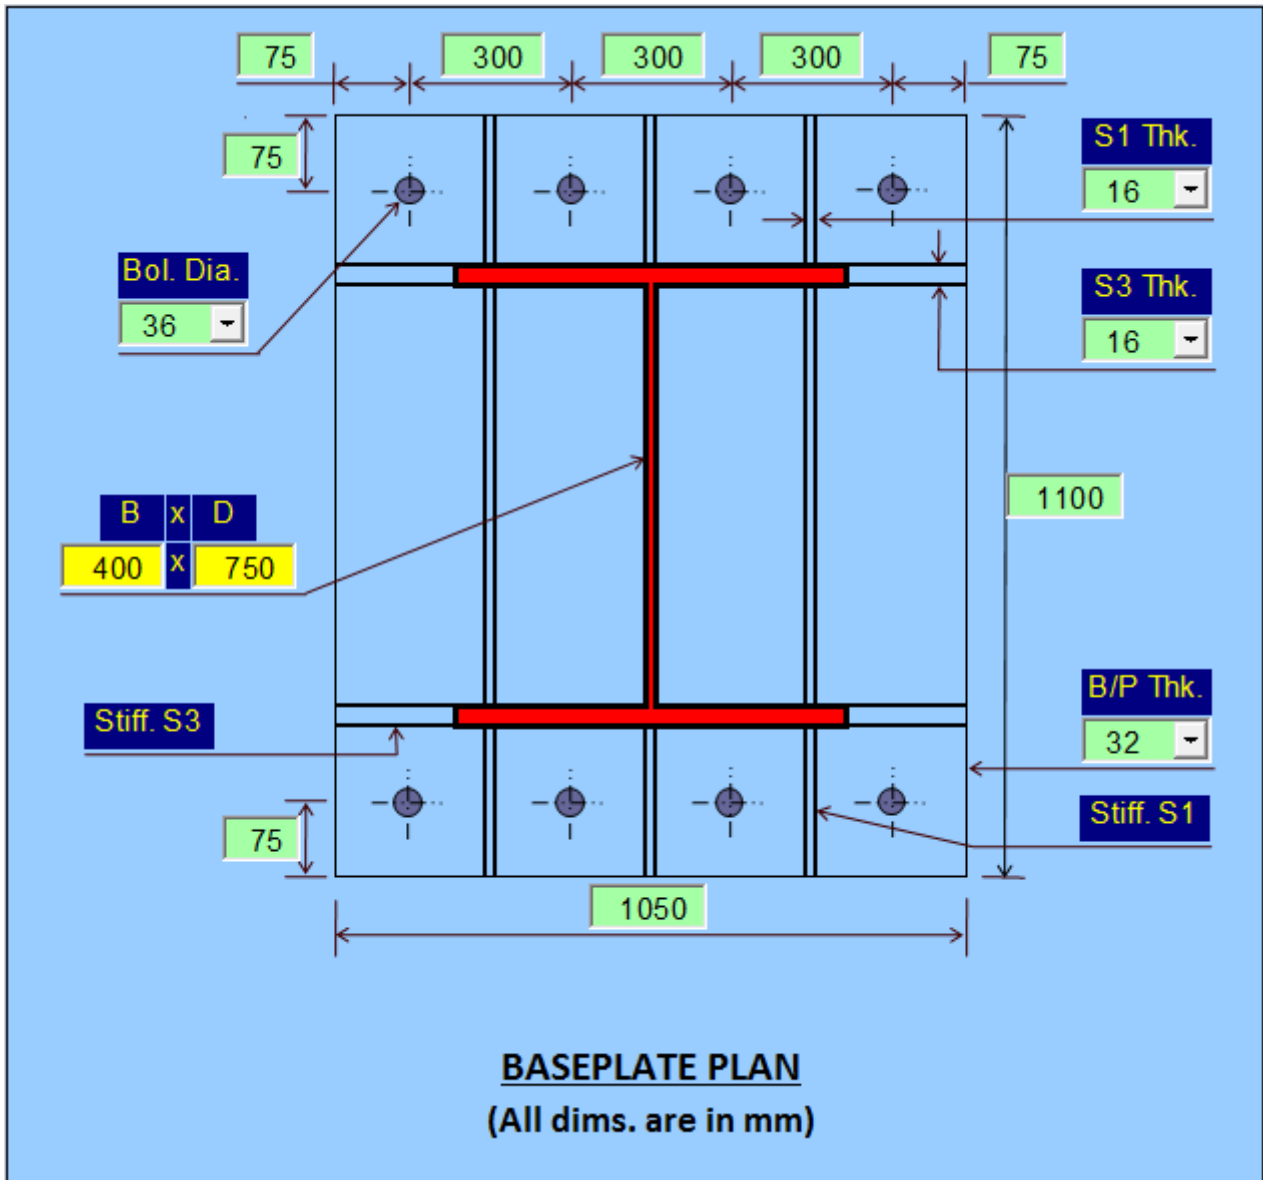 75 300 300 300 75
75
S1 Thk.
16
Bol. Dia.
36
S3 Thk.
16
B x D
400 x 750
1100
Stiff. S3
B/P Thk.
32
75
Stiff. S1
1050
BASEPLATE PLAN
(All dims. are in mm)